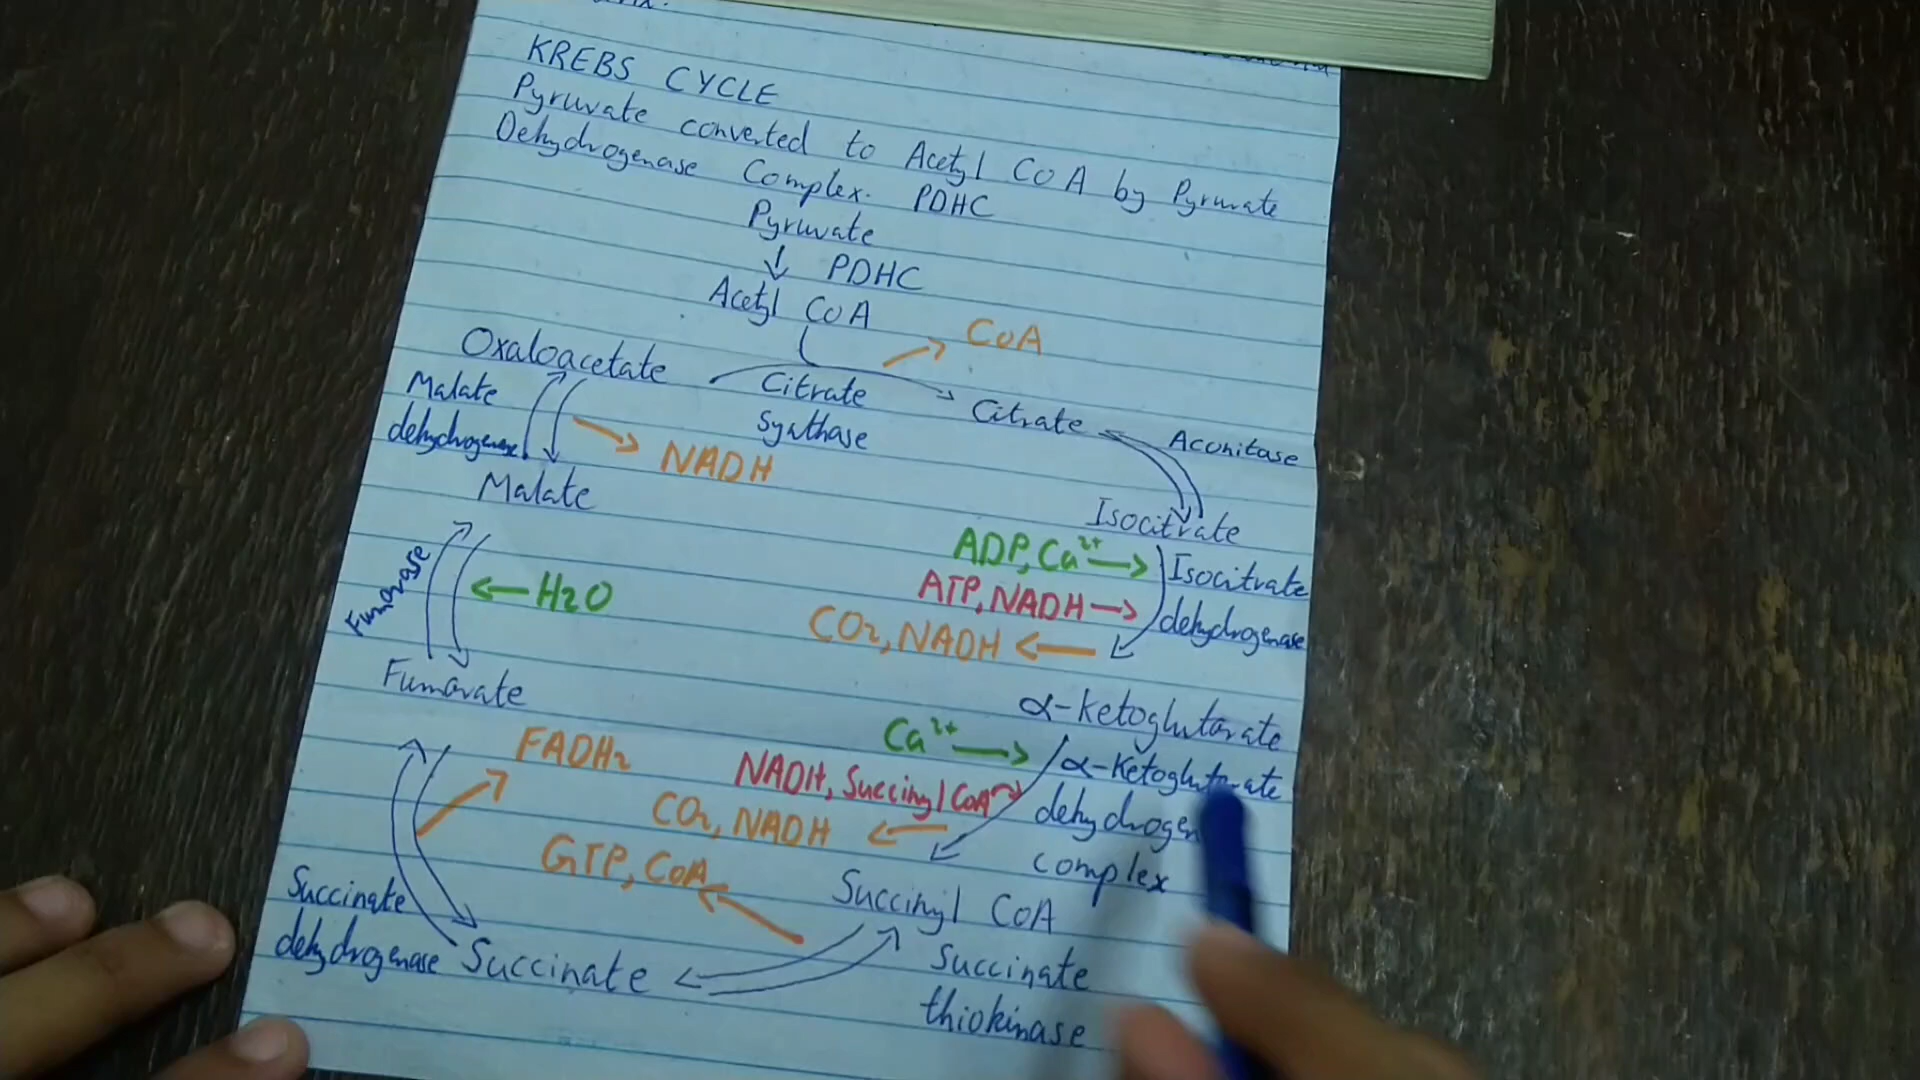 KREBS CYCLE
Pyruvate converted to Acetyl CoA by Pyruvate
Dehydrogenase Complex. PDHC
Pyruvate
PDHC
Acetyl CoA
CoA
Oxaloacetate
Citrate
Synthase
Citrate
Aconitase
Malate
dehydrogenase
NADH
Malate
Isocitrate
ADP, Ca²⁺
Isocitrate
dehydrogenase
ATP, NADH
CO₂, NADH
Fumarase
H2O
Fumarate
α-ketoglutarate
Ca²⁺
α-Ketoglutarate
complex
NADH, Succinyl CoA
CO₂, NADH
FADH₂
GTP, CoA
Succinyl CoA
Succinate
dehydrogenase
Succinate
Succinate
thiokinase